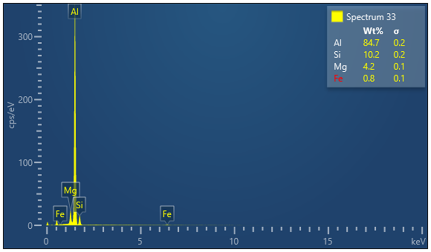 Spectrum 33
Wt% σ
Al 84.7 0.2
Si 10.2 0.2
Mg 4.2 0.1
Fe 0.8 0.1
Al
300
200
100
0
cps/eV
Mg
Si
Fe
Fe
0 5 10 15 keV